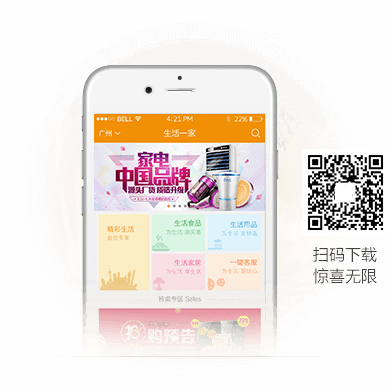 BELL
4:21 PM
22%
广州
生活一家
家电
中国品牌
源头厂货 质造升级
精彩生活
生活食品
生活用品
生活家居
一键客服
特卖专区 Sales
购预告
扫码下载
惊喜无限